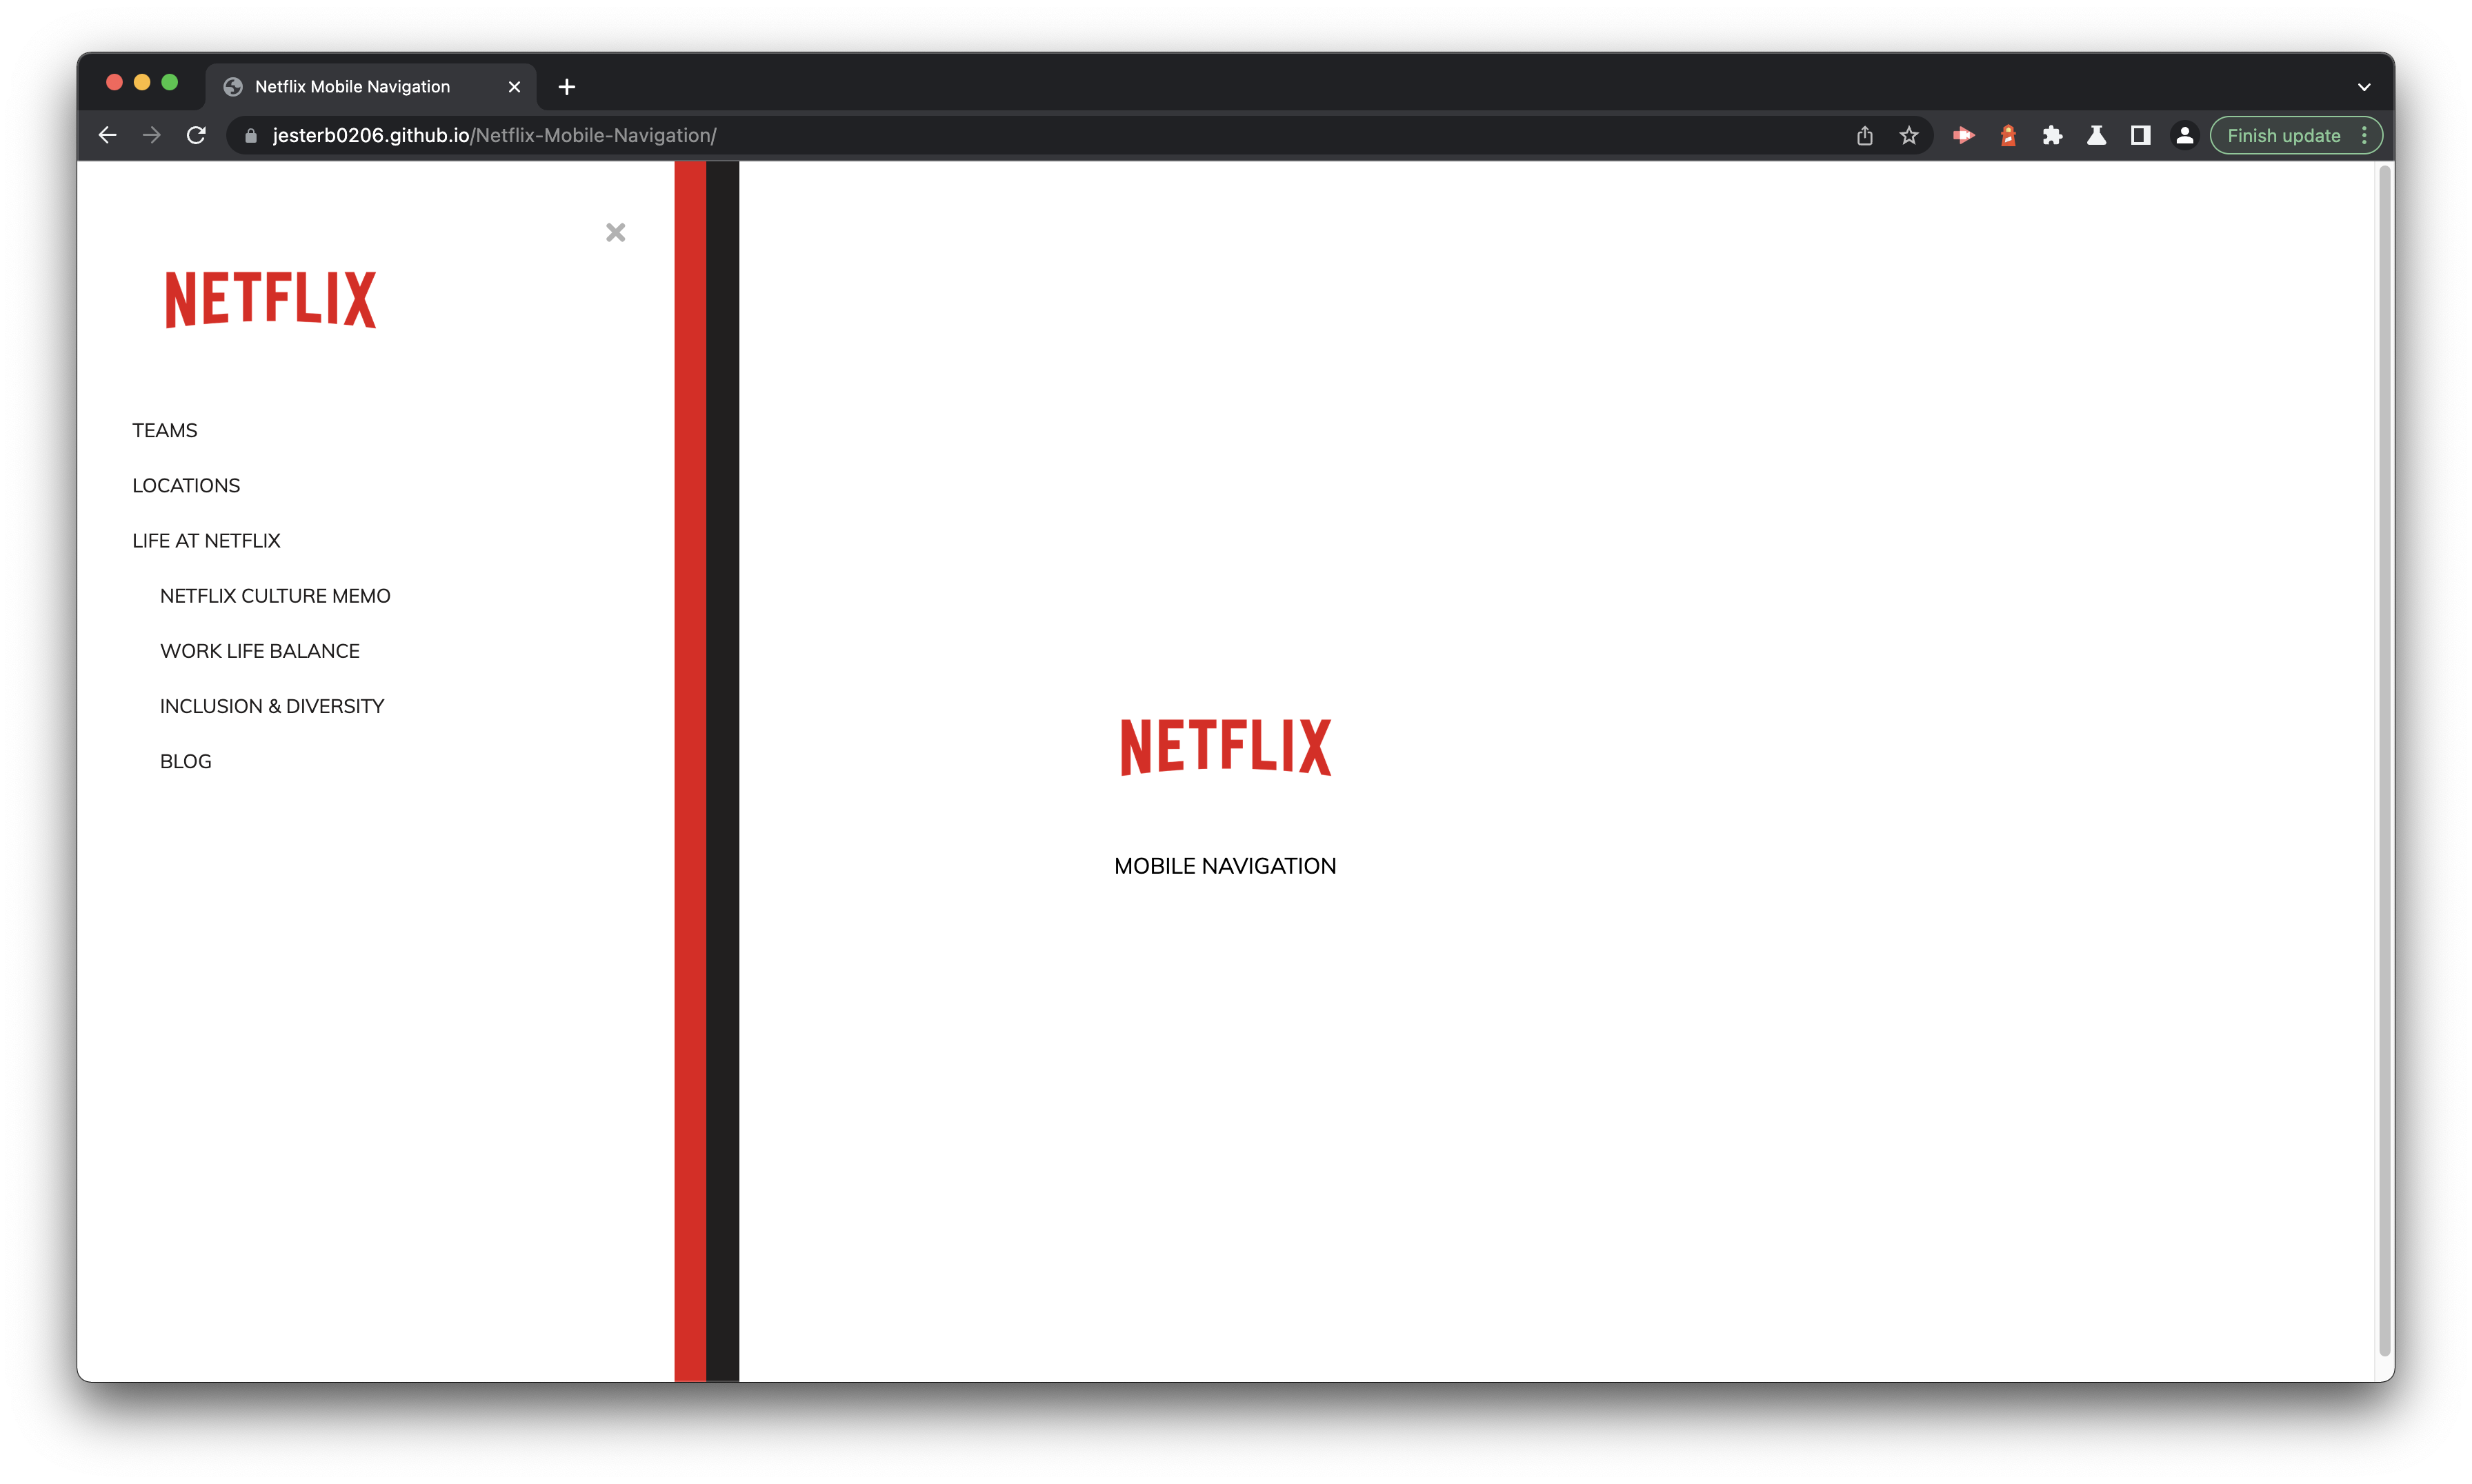 Netflix Mobile Navigation
jesterb0206.github.io/Netflix-Mobile-Navigation/
Finish update
NETFLIX
TEAMS
LOCATIONS
LIFE AT NETFLIX
NETFLIX CULTURE MEMO
WORK LIFE BALANCE
INCLUSION & DIVERSITY
BLOG
NETFLIX
MOBILE NAVIGATION